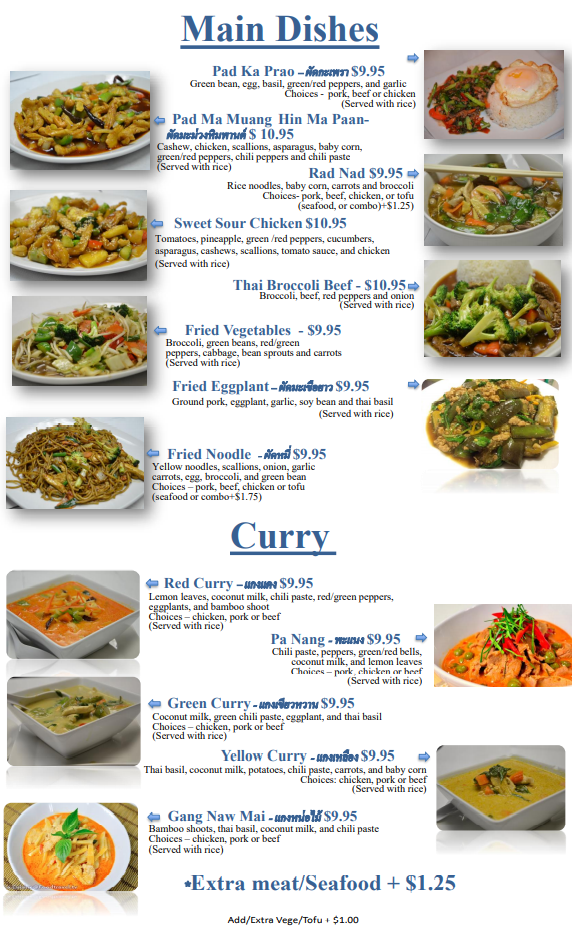 Main Dishes
Pad Ka Prao – ผัดกะเพรา $9.95
Green bean, egg, basil, green/red peppers, and garlic
Choices - pork, beef or chicken
(Served with rice)
Pad Ma Muang Hin Ma Paan-
ผัดมะม่วงหิมพานต์ $ 10.95
Cashew, chicken, scallions, asparagus, baby corn,
green/red peppers, chili peppers and chili paste
(Served with rice)
Rad Nad $9.95
Rice noodles, baby corn, carrots and broccoli
Choices- pork, beef, chicken, or tofu
(seafood, or combo)+$1.25)
Sweet Sour Chicken $10.95
Tomatoes, pineapple, green /red peppers, cucumbers,
asparagus, cashews, scallions, tomato sauce, and chicken
(Served with rice)
Thai Broccoli Beef - $10.95
Broccoli, beef, red peppers and onion
(Served with rice)
Fried Vegetables - $9.95
Broccoli, green beans, red/green
peppers, cabbage, bean sprouts and carrots
(Served with rice)
Fried Eggplant – ผัดมะเขือยาว $9.95
Ground pork, eggplant, garlic, soy bean and thai basil
(Served with rice)
Fried Noodle - ผัดหมี่ $9.95
Yellow noodles, scallions, onion, garlic
carrots, egg, broccoli, and green bean
Choices – pork, beef, chicken or tofu
(seafood or combo+$1.75)
Curry
Red Curry – แกงแดง $9.95
Lemon leaves, coconut milk, chili paste, red/green peppers,
eggplants, and bamboo shoot
Choices – chicken, pork or beef
(Served with rice)
Pa Nang - พะแนง $9.95
Chili paste, peppers, green/red bells,
coconut milk, and lemon leaves
Choices – pork, chicken or beef
(Served with rice)
Green Curry - แกงเขียวหวาน $9.95
Coconut milk, green chili paste, eggplant, and thai basil
Choices – chicken, pork or beef
(Served with rice)
Yellow Curry - แกงเหลือง $9.95
Thai basil, coconut milk, potatoes, chili paste, carrots, and baby corn
Choices: chicken, pork or beef
(Served with rice)
Gang Naw Mai - แกงหน่อไม้ $9.95
Bamboo shoots, thai basil, coconut milk, and chili paste
Choices – chicken, pork or beef
(Served with rice)
*Extra meat/Seafood + $1.25
Add/Extra Vege/Tofu + $1.00